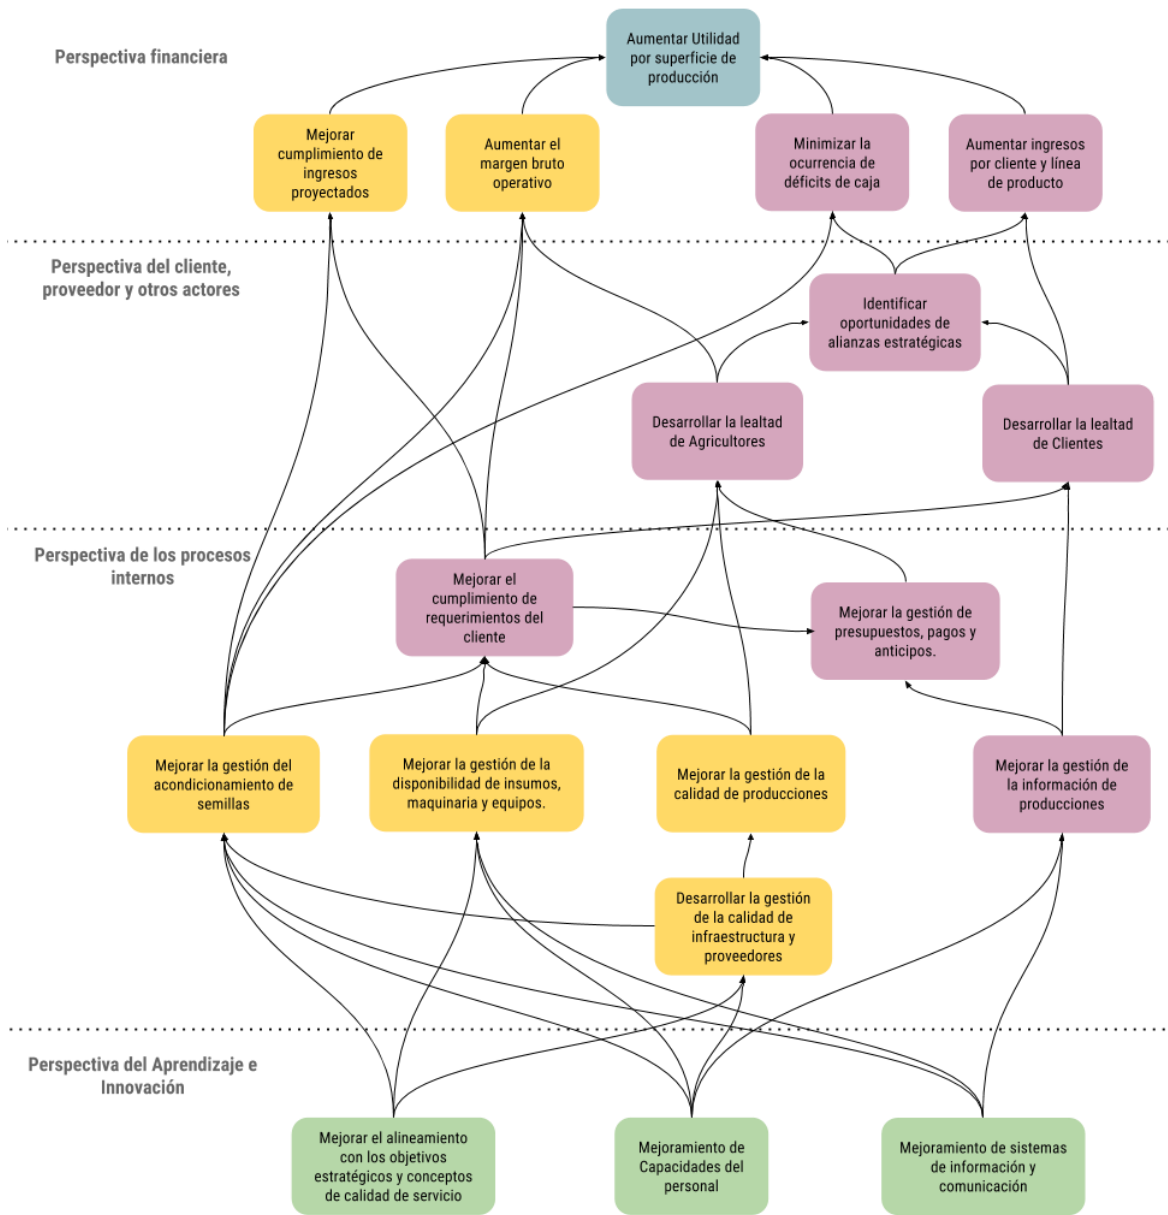 Perspectiva financiera
Aumentar Utilidad
por superficie de
producción
Mejorar
cumplimiento de
ingresos
proyectados
Aumentar el
margen bruto
operativo
Minimizar la
ocurrencia de
déficits de caja
Aumentar ingresos
por cliente y línea
de producto
Perspectiva del cliente,
proveedor y otros actores
Identificar
oportunidades de
alianzas estratégicas
Desarrollar la lealtad
de Agricultores
Desarrollar la lealtad
de Clientes
Perspectiva de los procesos
internos
Mejorar el
cumplimiento de
requerimientos del
cliente
Mejorar la gestión de
presupuestos, pagos y
anticipos.
Mejorar la gestión del
acondicionamiento de
semillas
Mejorar la gestión de la
disponibilidad de insumos,
maquinaria y equipos.
Mejorar la gestión de la
calidad de producciones
Mejorar la gestión de
la información de
producciones
Desarrollar la gestión
de la calidad de
infraestructura y
proveedores
Perspectiva del Aprendizaje e
Innovación
Mejorar el alineamiento
con los objetivos
estratégicos y conceptos
de calidad de servicio
Mejoramiento de
Capacidades del
personal
Mejoramiento de sistemas
de información y
comunicación